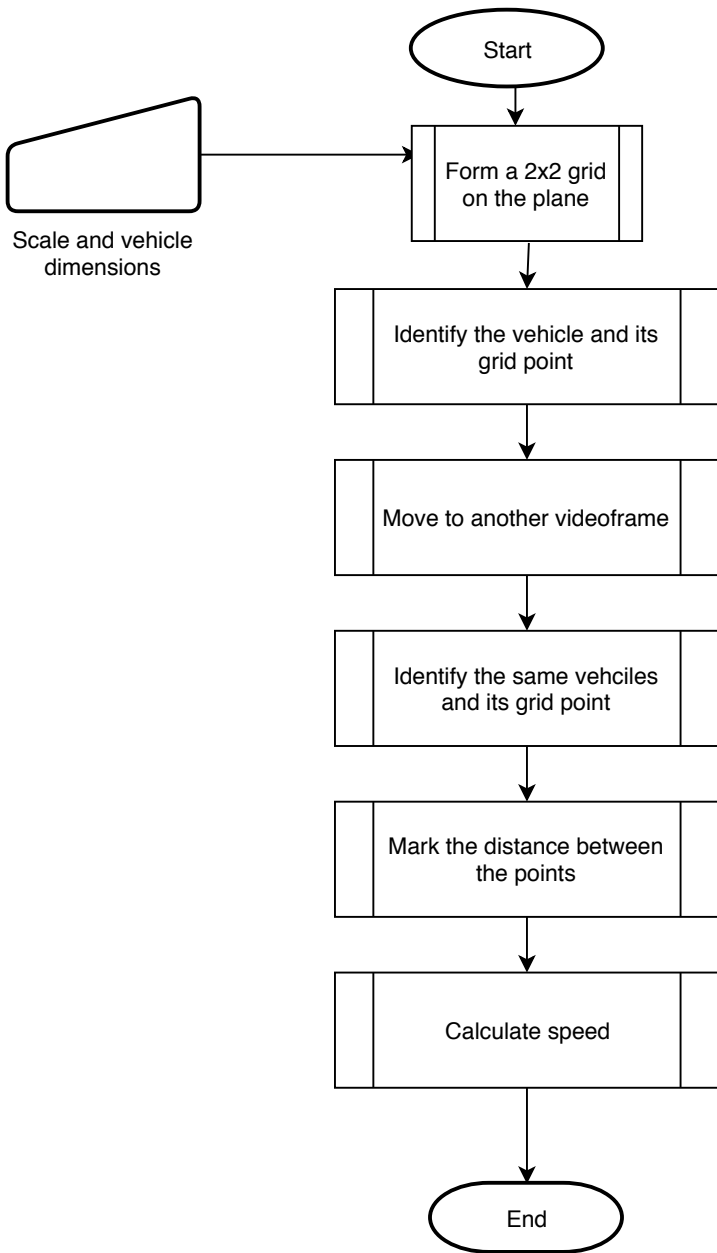 Start
Form a 2x2 grid
on the plane
Scale and vehicle
dimensions
Identify the vehicle and its
grid point
Move to another videoframe
Identify the same vehciles
and its grid point
Mark the distance between
the points
Calculate speed
End